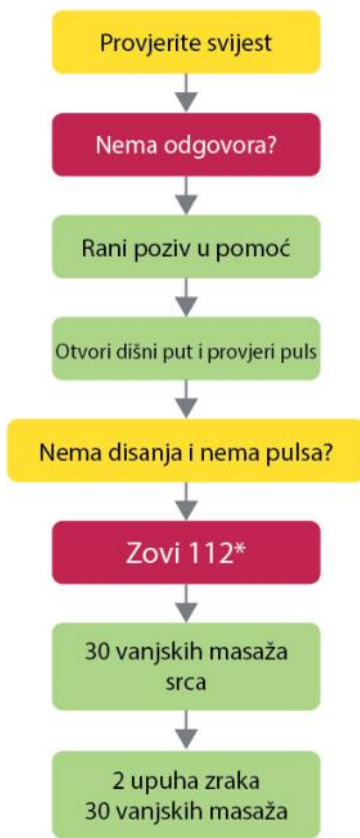 Provjerite svijest
Nema odgovora?
Rani poziv u pomoć
Otvori dišni put i provjeri puls
Nema disanja i nema pulsa?
Zovi 112*
30 vanjskih masaža
srca
2 upuha zraka
30 vanjskih masaža